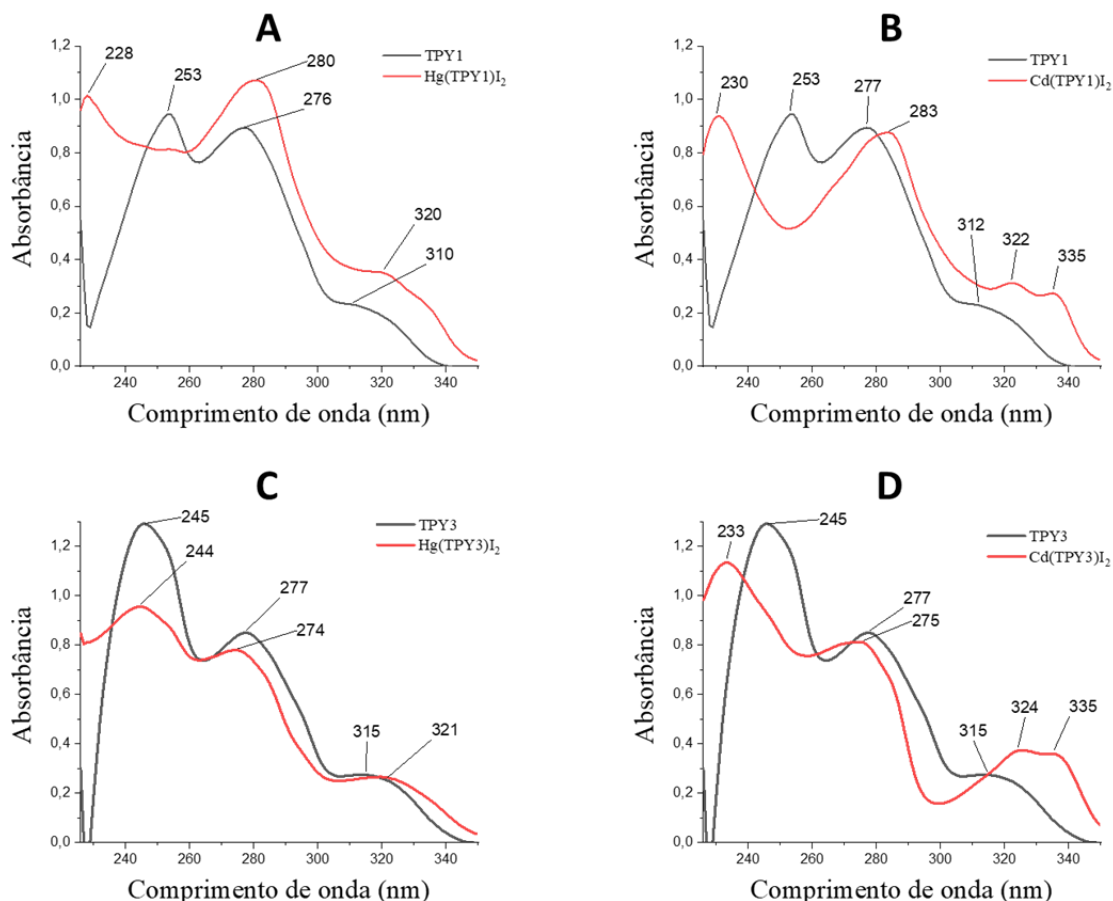 A
1,2
1,0
0,8
0,6
0,4
0,2
0,0
Absorbância
228
253
280
276
320
310
TPY1
Hg(TPY1)I₂
240 260 280 300 320 340
Comprimento de onda (nm)
B
1,2
1,0
0,8
0,6
0,4
0,2
0,0
Absorbância
230
253
277
283
312
322
335
TPY1
Cd(TPY1)I₂
240 260 280 300 320 340
Comprimento de onda (nm)
C
1,2
1,0
0,8
0,6
0,4
0,2
0,0
Absorbância
245
244
277
274
315
321
TPY3
Hg(TPY3)I₂
240 260 280 300 320 340
Comprimento de onda (nm)
D
1,2
1,0
0,8
0,6
0,4
0,2
0,0
Absorbância
233
245
277
275
315
324
335
TPY3
Cd(TPY3)I₂
240 260 280 300 320 340
Comprimento de onda (nm)